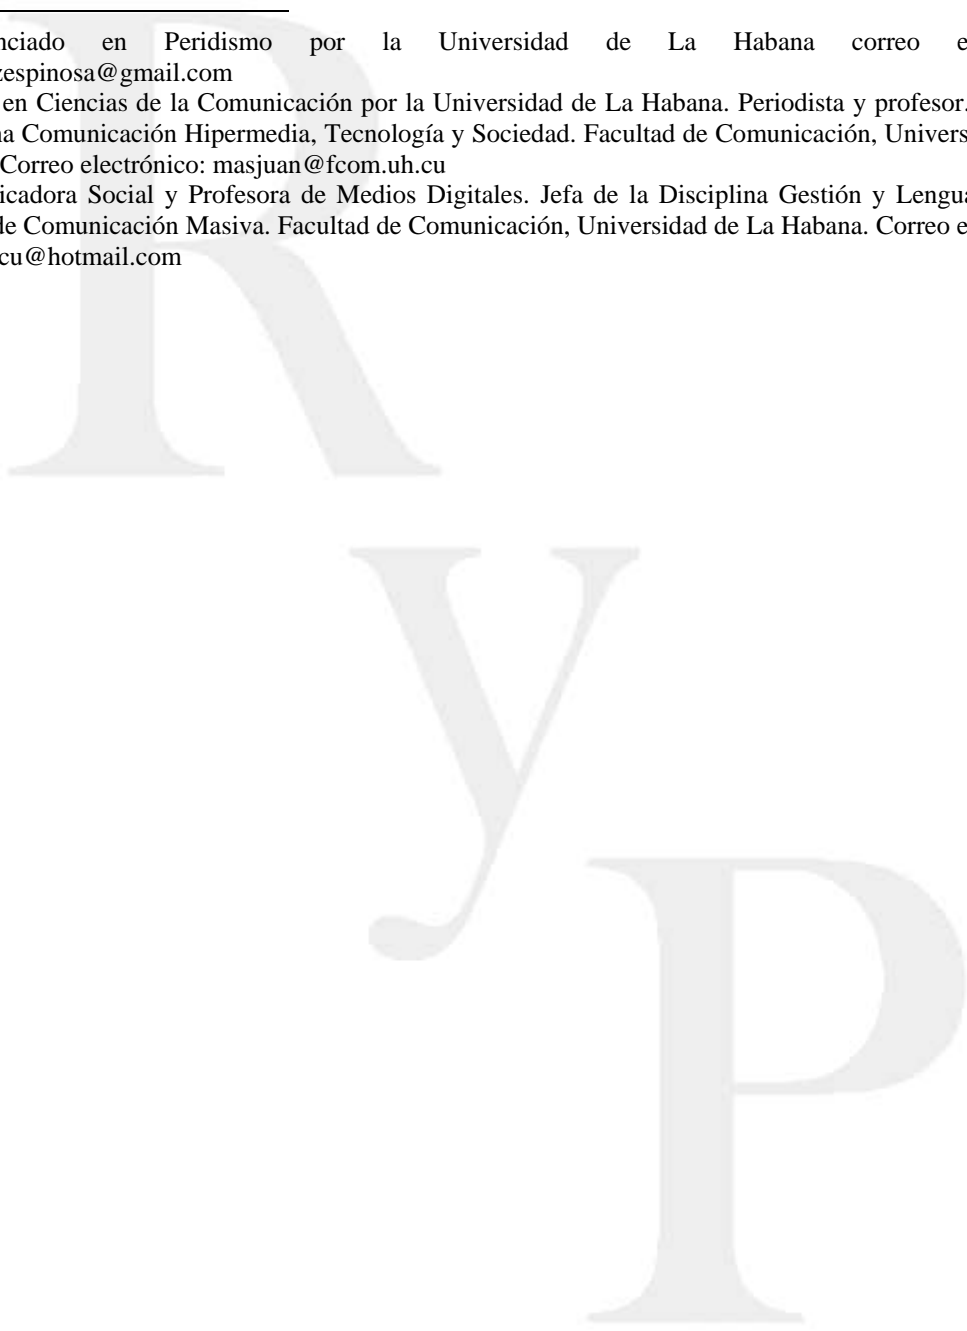 nciado en Peridismo por la Universidad de La Habana correo e
zespinosa@gmail.com
en Ciencias de la Comunicación por la Universidad de La Habana. Periodista y profesor.
na Comunicación Hipermedia, Tecnología y Sociedad. Facultad de Comunicación, Univers
Correo electrónico: masjuan@fcom.uh.cu
icadora Social y Profesora de Medios Digitales. Jefa de la Disciplina Gestión y Lengua
de Comunicación Masiva. Facultad de Comunicación, Universidad de La Habana. Correo e
cu@hotmail.com
R
y
P